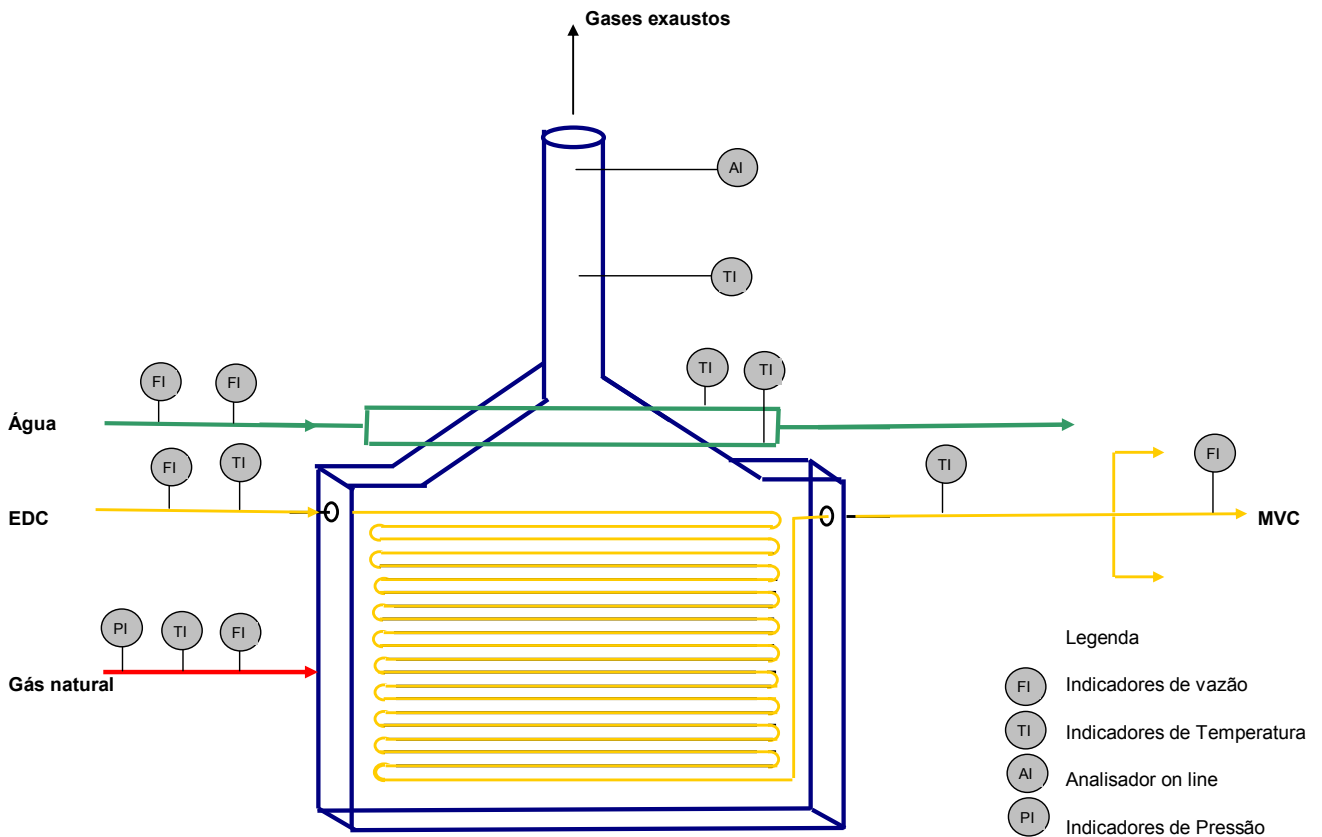 Gases exaustos
AI
TI
TI
TI
FI
FI
Água
FI
TI
TI
FI
EDC
MVC
PI
TI
FI
Gás natural
Legenda
FI Indicadores de vazão
TI Indicadores de Temperatura
AI Analisador on line
PI Indicadores de Pressão